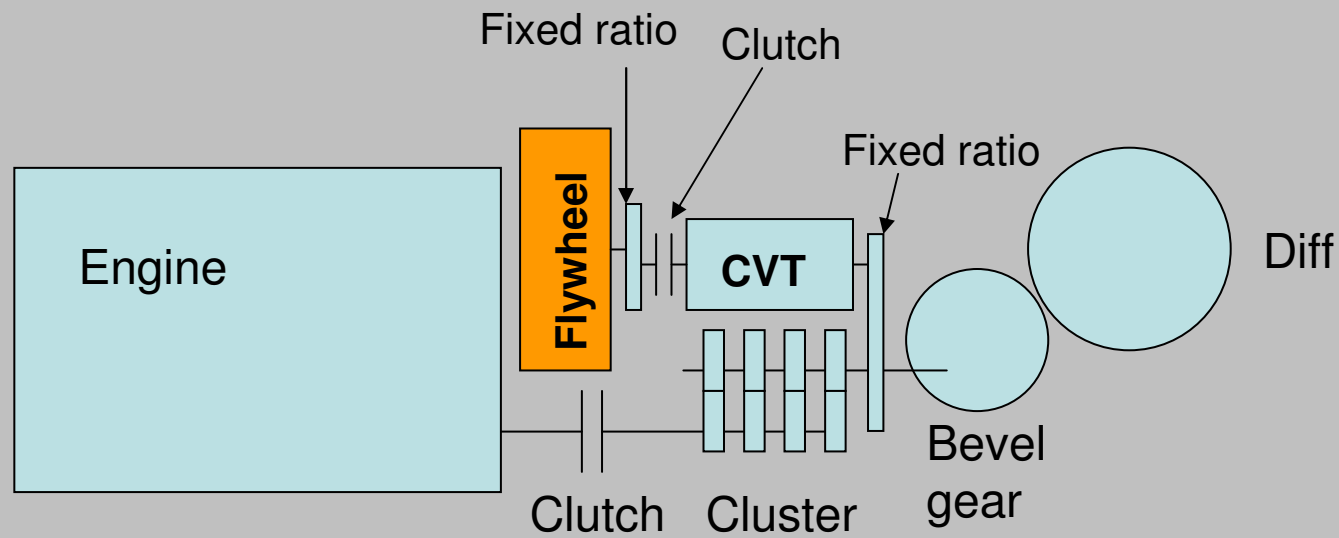 Fixed ratio
Clutch
Fixed ratio
Engine
Flywheel
CVT
Diff
Bevel
gear
Clutch
Cluster